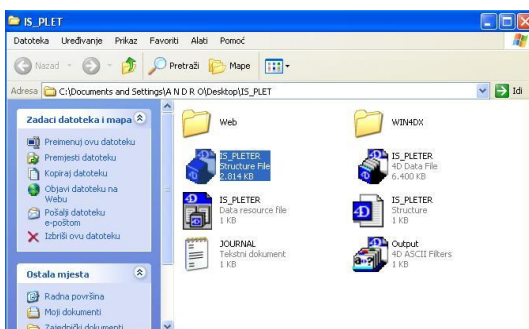 IS_PLET
Datoteka Uređivanje Prikaz Favoriti Alati Pomoć
Nazad Pretraži Mape
Adresa C:\Documents and Settings\A N D R O\Desktop\IS_PLET Idi
Zadaci datoteka i mapa
Preimenuj ovu datoteku
Premjesti datoteku
Kopiraj datoteku
Objavi datoteku na
Webu
Pošalji datoteku
e-poštom
Izbriši ovu datoteku
Ostala mjesta
Radna površina
Moji dokumenti
Zajednički dokumenti
Web
WIN4DX
IS_PLETER
Structure File
2.814 KB
IS_PLETER
4D Data File
6.400 KB
IS_PLETER
Data resource file
1 KB
IS_PLETER
Structure
1 KB
JOURNAL
Tekstni dokument
1 KB
Output
4D ASCII Filters
1 KB